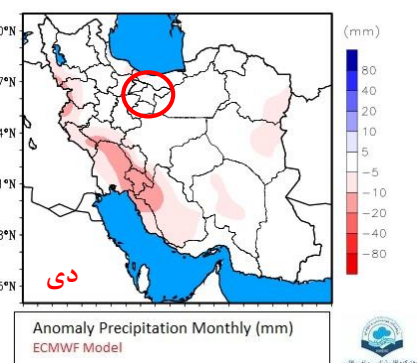 (mm)
80
40
20
10
5
-5
-10
-20
-40
-80
0°N
7°N
4°N
1°N
8°N
5°N
دی
Anomaly Precipitation Monthly (mm)
ECMWF Model